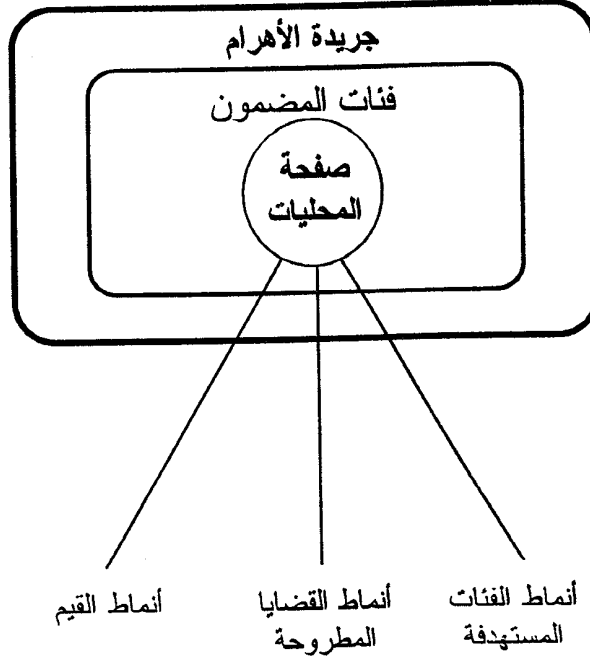 جريدة الأهرام
فئات المضمون
صفحة
المحليات
أنماط الفئات
المستهدفة
أنماط القضايا
المطروحة
أنماط القيم